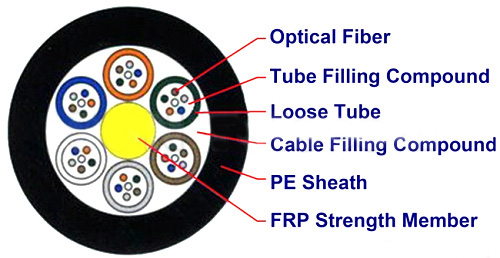 Optical Fiber
Tube Filling Compound
Loose Tube
Cable Filling Compound
PE Sheath
FRP Strength Member